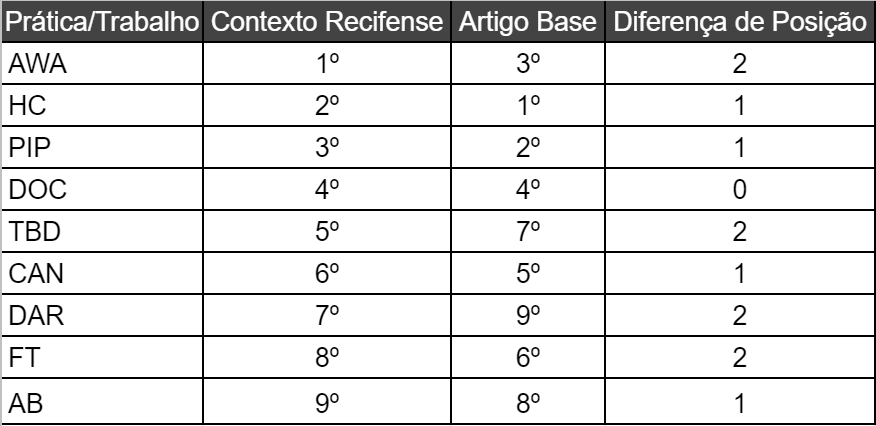 Prática/Trabalho Contexto Recifense Artigo Base Diferença de Posição
AWA 1º 3º 2
HC 2º 1º 1
PIP 3º 2º 1
DOC 4º 4º 0
TBD 5º 7º 2
CAN 6º 5º 1
DAR 7º 9º 2
FT 8º 6º 2
AB 9º 8º 1